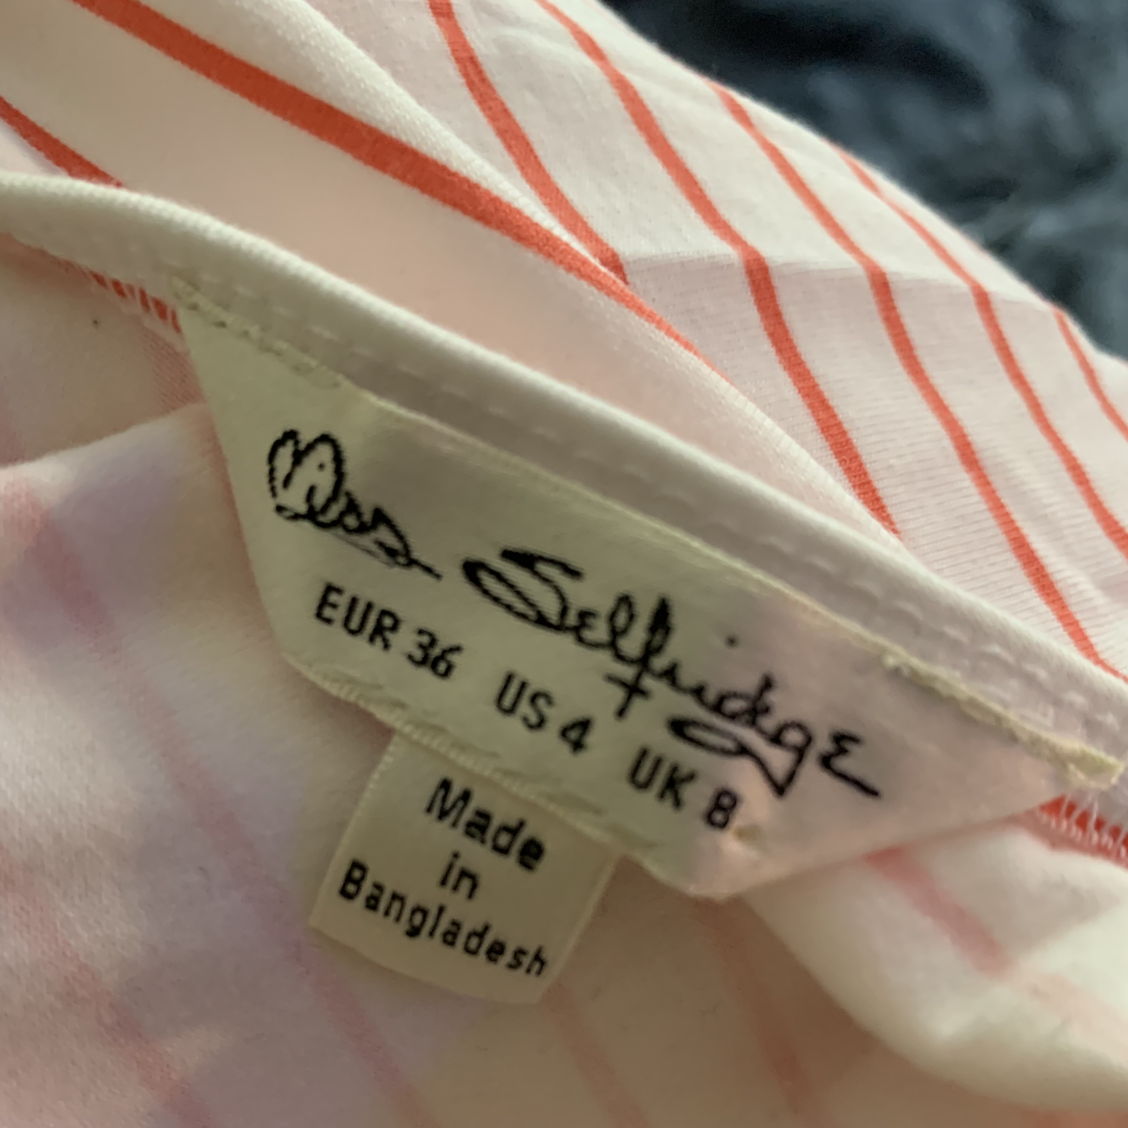 Miss Selfridge
EUR 36 US 4 UK 8
Made
in
Bangladesh